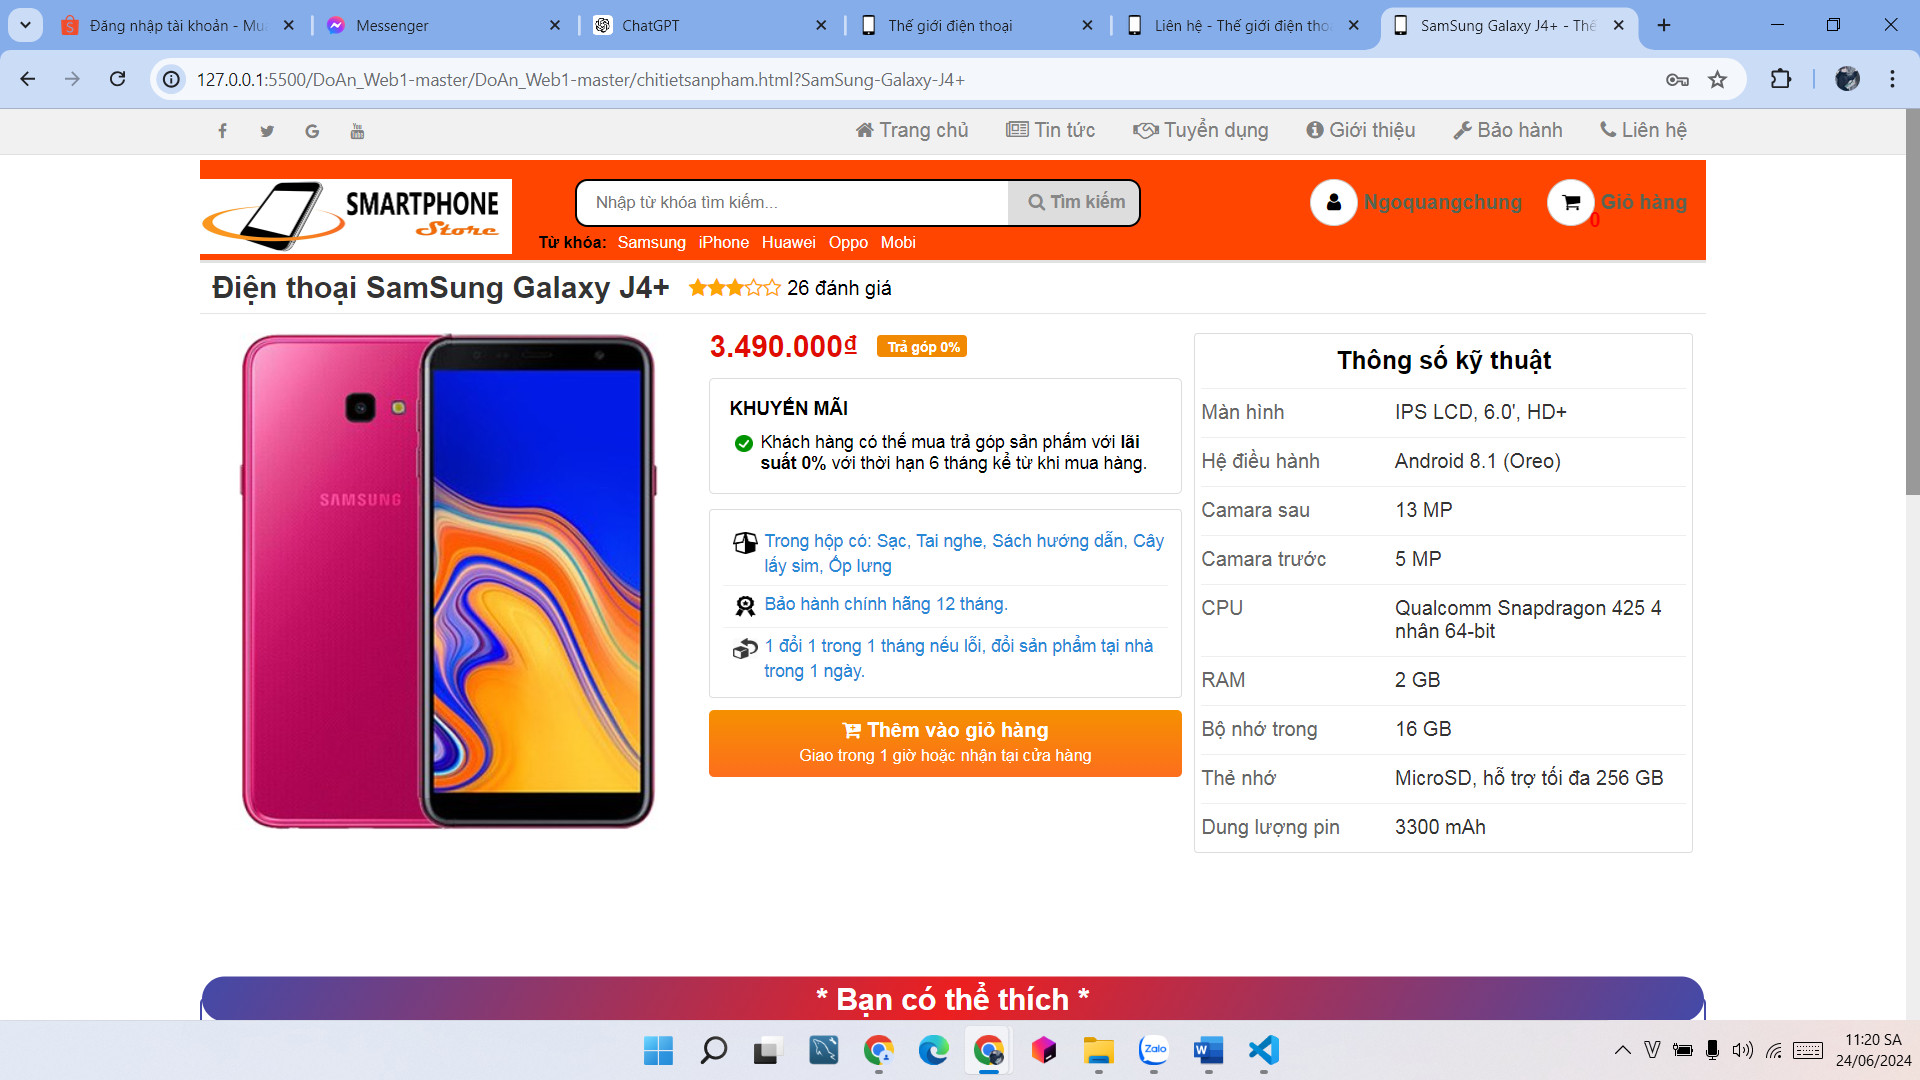 Đăng nhập tài khoản - Mu
Messenger
ChatGPT
Thế giới điện thoại
Liên hệ - Thế giới điện tho
SamSung Galaxy J4+ - Thế
127.0.0.1:5500/DoAn_Web1-master/DoAn_Web1-master/chitietsanpham.html?SamSung-Galaxy-J4+
Trang chủ
Tin tức
Tuyển dụng
Giới thiệu
Bảo hành
Liên hệ
SMARTPHONE
Store
Nhập từ khóa tìm kiếm...
Tìm kiếm
Ngoquangchung
Giỏ hàng
0
Từ khóa: Samsung iPhone Huawei Oppo Mobi
Điện thoại SamSung Galaxy J4+
26 đánh giá
SAMSUNG
3.490.000₫
Trả góp 0%
KHUYẾN MÃI
Khách hàng có thể mua trả góp sản phẩm với lãi
suất 0% với thời hạn 6 tháng kể từ khi mua hàng.
Trong hộp có: Sạc, Tai nghe, Sách hướng dẫn, Cây
lấy sim, Ốp lưng
Bảo hành chính hãng 12 tháng.
1 đổi 1 trong 1 tháng nếu lỗi, đổi sản phẩm tại nhà
trong 1 ngày.
Thêm vào giỏ hàng
Giao trong 1 giờ hoặc nhận tại cửa hàng
Thông số kỹ thuật
Màn hình IPS LCD, 6.0', HD+
Hệ điều hành Android 8.1 (Oreo)
Camara sau 13 MP
Camara trước 5 MP
CPU Qualcomm Snapdragon 425 4
nhân 64-bit
RAM 2 GB
Bộ nhớ trong 16 GB
Thẻ nhớ MicroSD, hỗ trợ tối đa 256 GB
Dung lượng pin 3300 mAh
* Bạn có thể thích *
Zalo
11:20 SA
24/06/2024